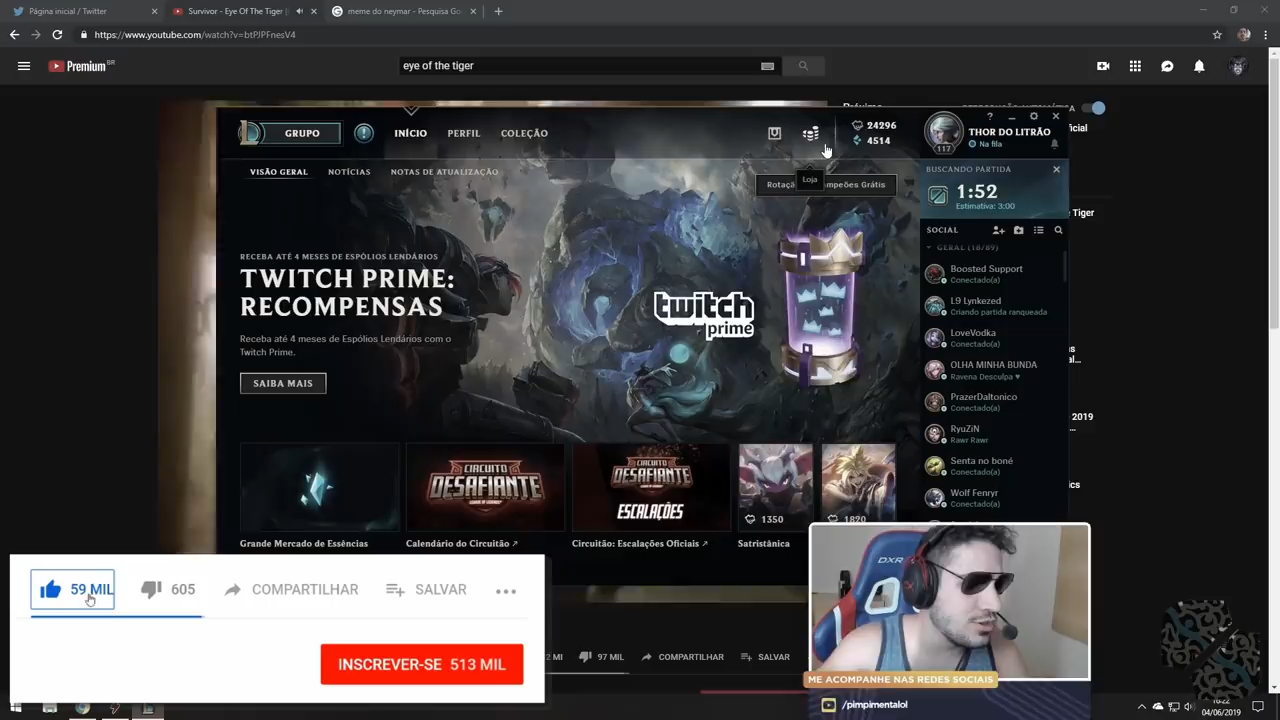 Página inicial / Twitter
Survivor - Eye Of The Tiger
meme do neymar - Pesquisa Go
https://www.youtube.com/watch?v=btPJPFnesV4
Premium BR
eye of the tiger
GRUPO
INÍCIO
PERFIL
COLEÇÃO
24296
4514
117
THOR DO LITRÃO
Na fila
VISÃO GERAL
NOTÍCIAS
NOTAS DE ATUALIZAÇÃO
Loja
Grátis
BUSCANDO PARTIDA
1:52
Estimativa: 3:00
SOCIAL
GERAL (18/89)
Boosted Support
Conectado(a)
L9 Lynkezed
Criando partida ranqueada
LoveVodka
Conectado(a)
OLHA MINHA BUNDA
Ravena Desculpa ♥
PrazerDaltonico
Conectado(a)
RyuZiN
Rawr Rawr
Senta no boné
Conectado(a)
Wolf Fenryr
Conectado(a)
RECEBA ATÉ 4 MESES DE ESPÓLIOS LENDÁRIOS
TWITCH PRIME:
RECOMPENSAS
Receba até 4 meses de Espólios Lendários com o
Twitch Prime.
SAIBA MAIS
twitch
prime
CIRCUITO
DESAFIANTE
CIRCUITO
DESAFIANTE
ESCALAÇÕES
1350
1820
Grande Mercado de Essências
Calendário do Circuito
Circuito: Escalações Oficiais
Satristânica
59 MIL
605
COMPARTILHAR
SALVAR
INSCREVER-SE 513 MIL
97 MIL
COMPARTILHAR
SALVAR
DXR
ME ACOMPANHE NAS REDES SOCIAIS
/pimpimentalol
16:22
04/06/2019